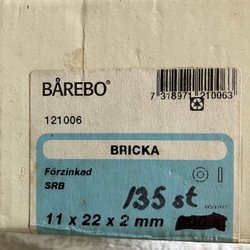 BÅREBO®
7 318971 210063
121006
BRICKA
Förzinkad
SRB
135 st
11 x 22 x 2 mm